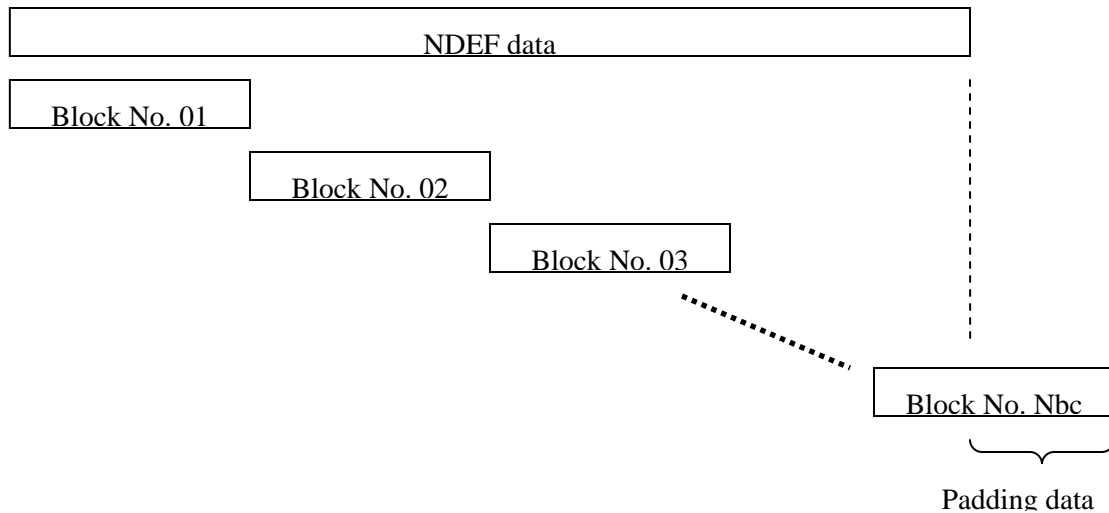 NDEF data
Block No. 01
Block No. 02
Block No. 03
Block No. Nbc
Padding data